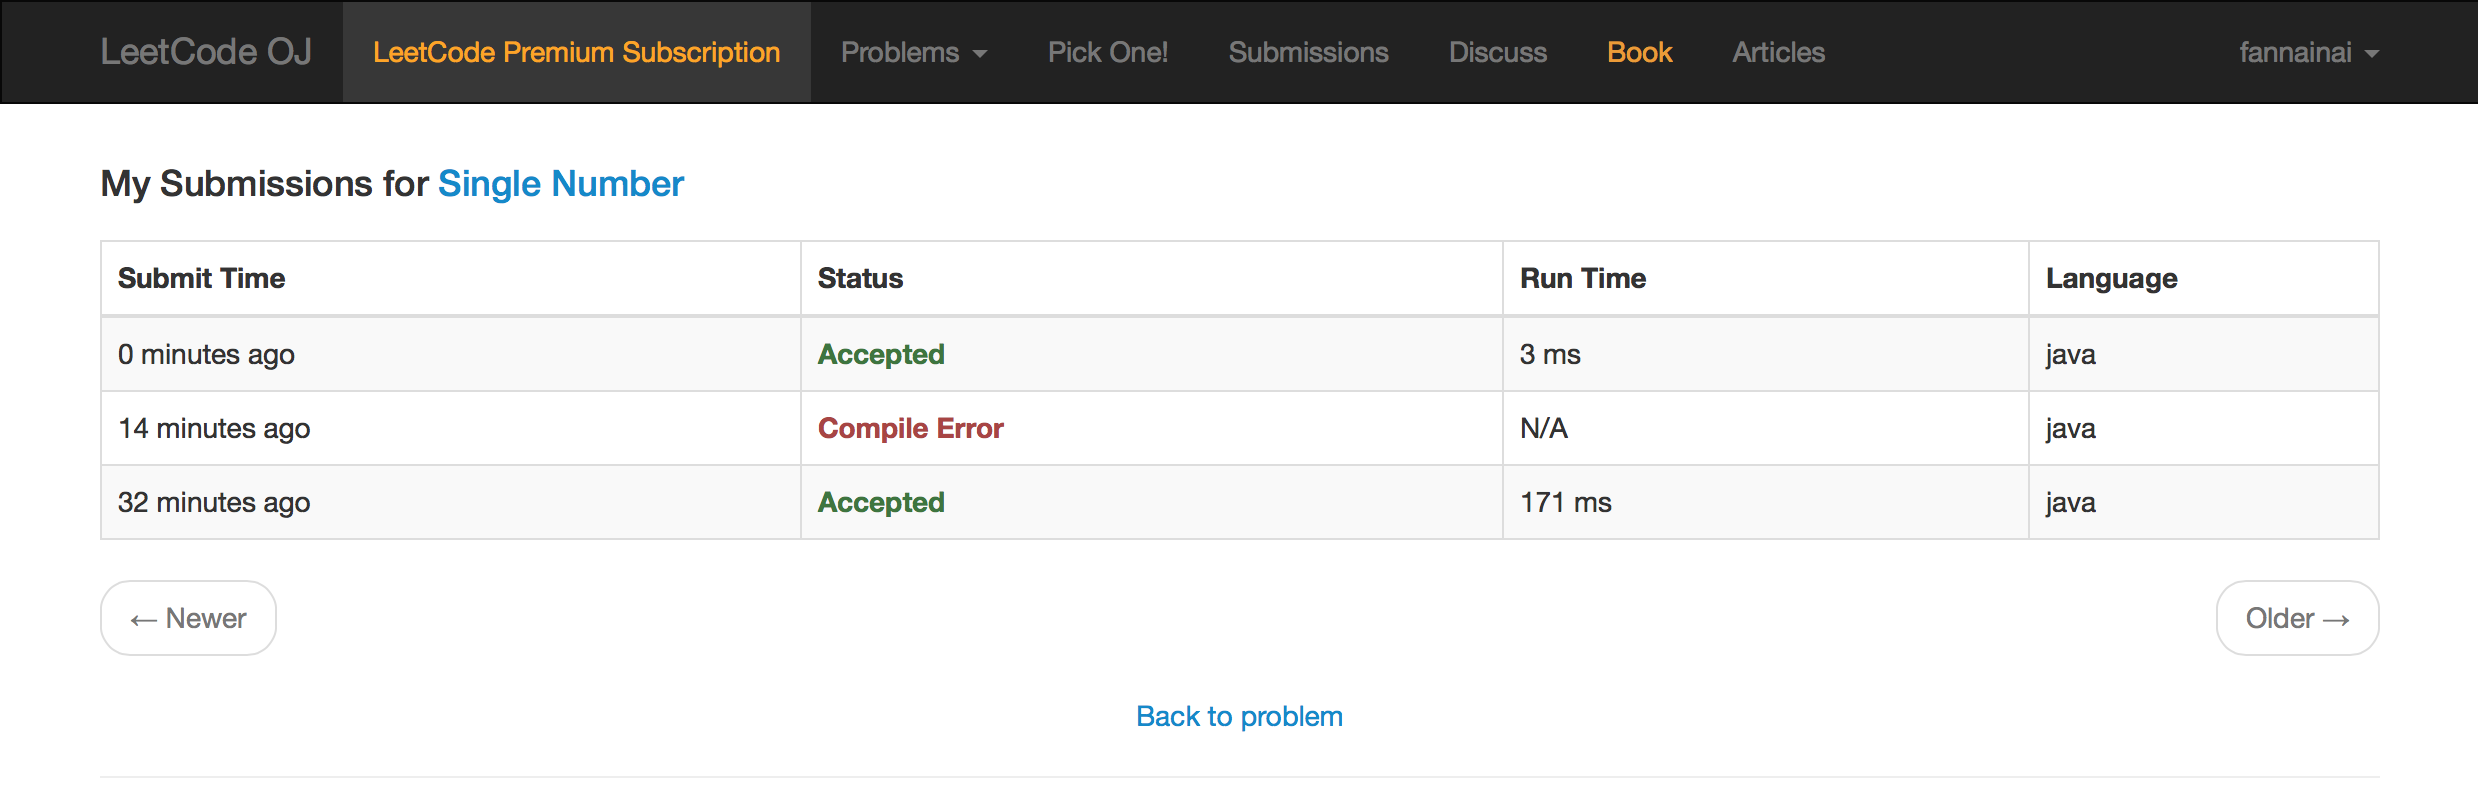 LeetCode OJ LeetCode Premium Subscription Problems Pick One! Submissions Discuss Book Articles fannainai
My Submissions for Single Number
Submit Time Status Run Time Language
0 minutes ago Accepted 3 ms java
14 minutes ago Compile Error N/A java
32 minutes ago Accepted 171 ms java
← Newer Older →
Back to problem